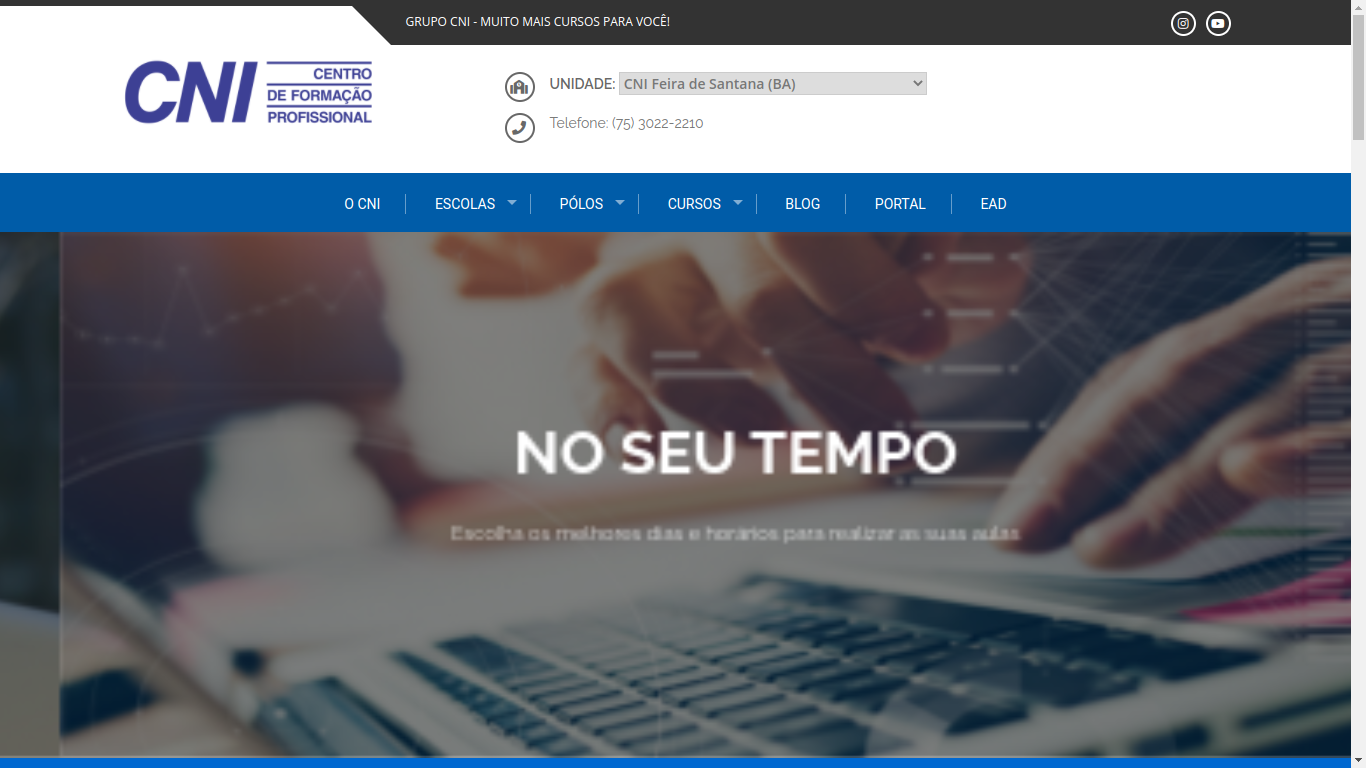 GRUPO CNI - MUITO MAIS CURSOS PARA VOCÊ!
CNI CENTRO
DE FORMAÇÃO
PROFISSIONAL
UNIDADE: CNI Feira de Santana (BA)
Telefone: (75) 3022-2210
O CNI ESCOLAS PÓLOS CURSOS BLOG PORTAL EAD
NO SEU TEMPO
Escolha os melhores dias e horários para realizar as suas aulas